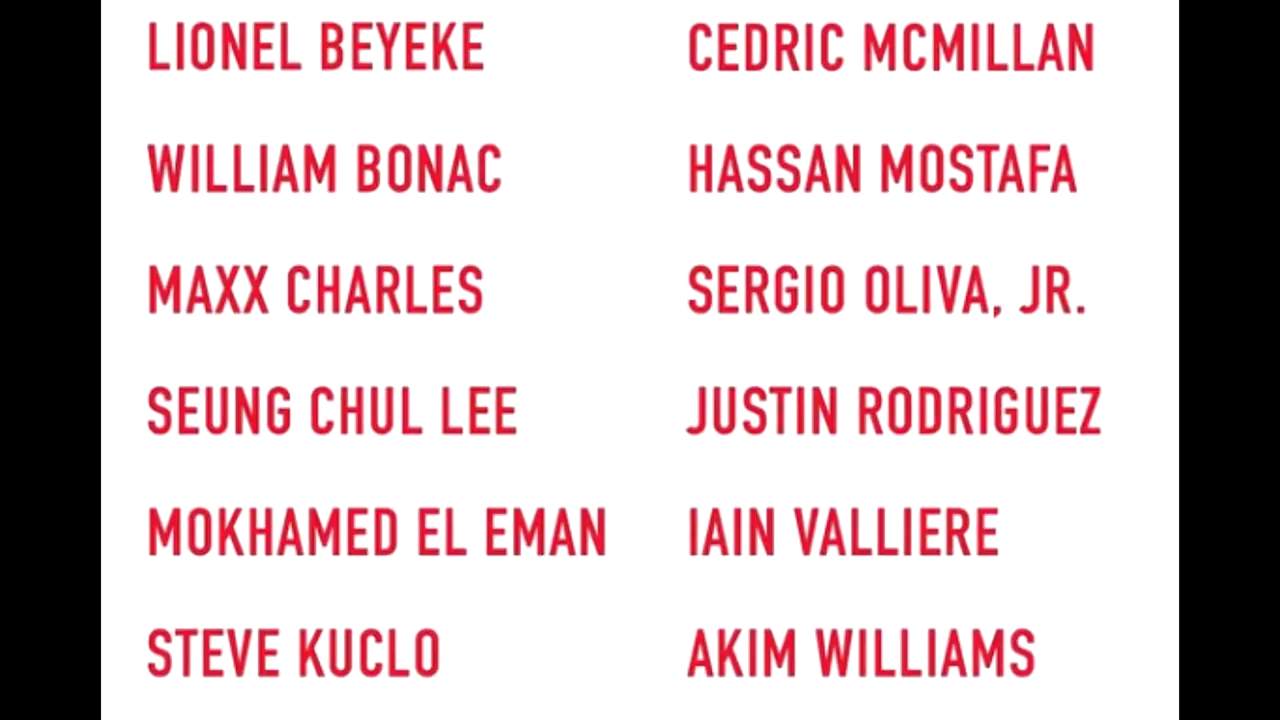 LIONEL BEYEKE
WILLIAM BONAC
MAXX CHARLES
SEUNG CHUL LEE
MOKHAMED EL EMAN
STEVE KUCLO
CEDRIC MCMILLAN
HASSAN MOSTAFA
SERGIO OLIVA, JR.
JUSTIN RODRIGUEZ
IAIN VALLIERE
AKIM WILLIAMS